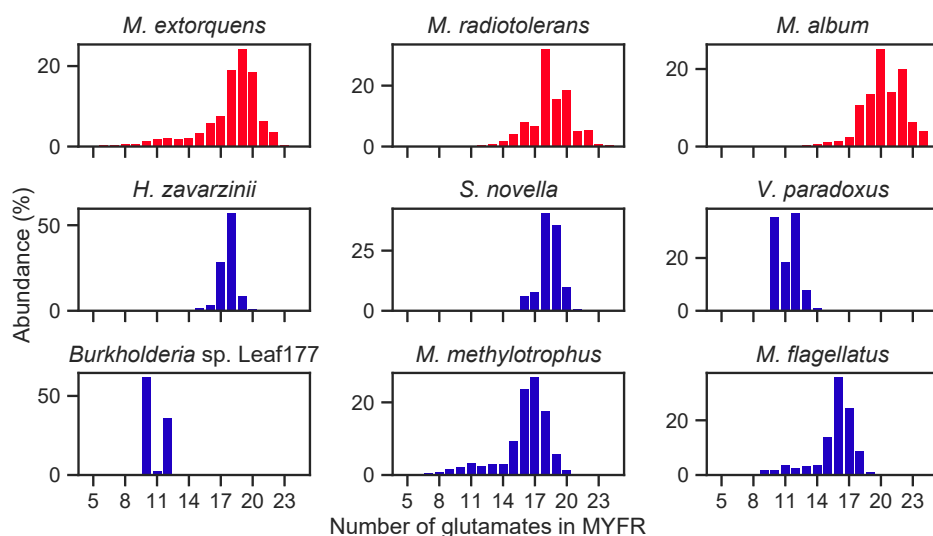 M. extorquens
M. radiotolerans
M. album
20
0
20
0
20
0
H. zavarzinii
S. novella
V. paradoxus
50
0
25
0
20
0
Burkholderia sp. Leaf177
M. methylotrophus
M. flagellatus
50
0
20
0
20
0
5 8 11 14 17 20 23
5 8 11 14 17 20 23
5 8 11 14 17 20 23
Abundance (%)
Number of glutamates in MYFR